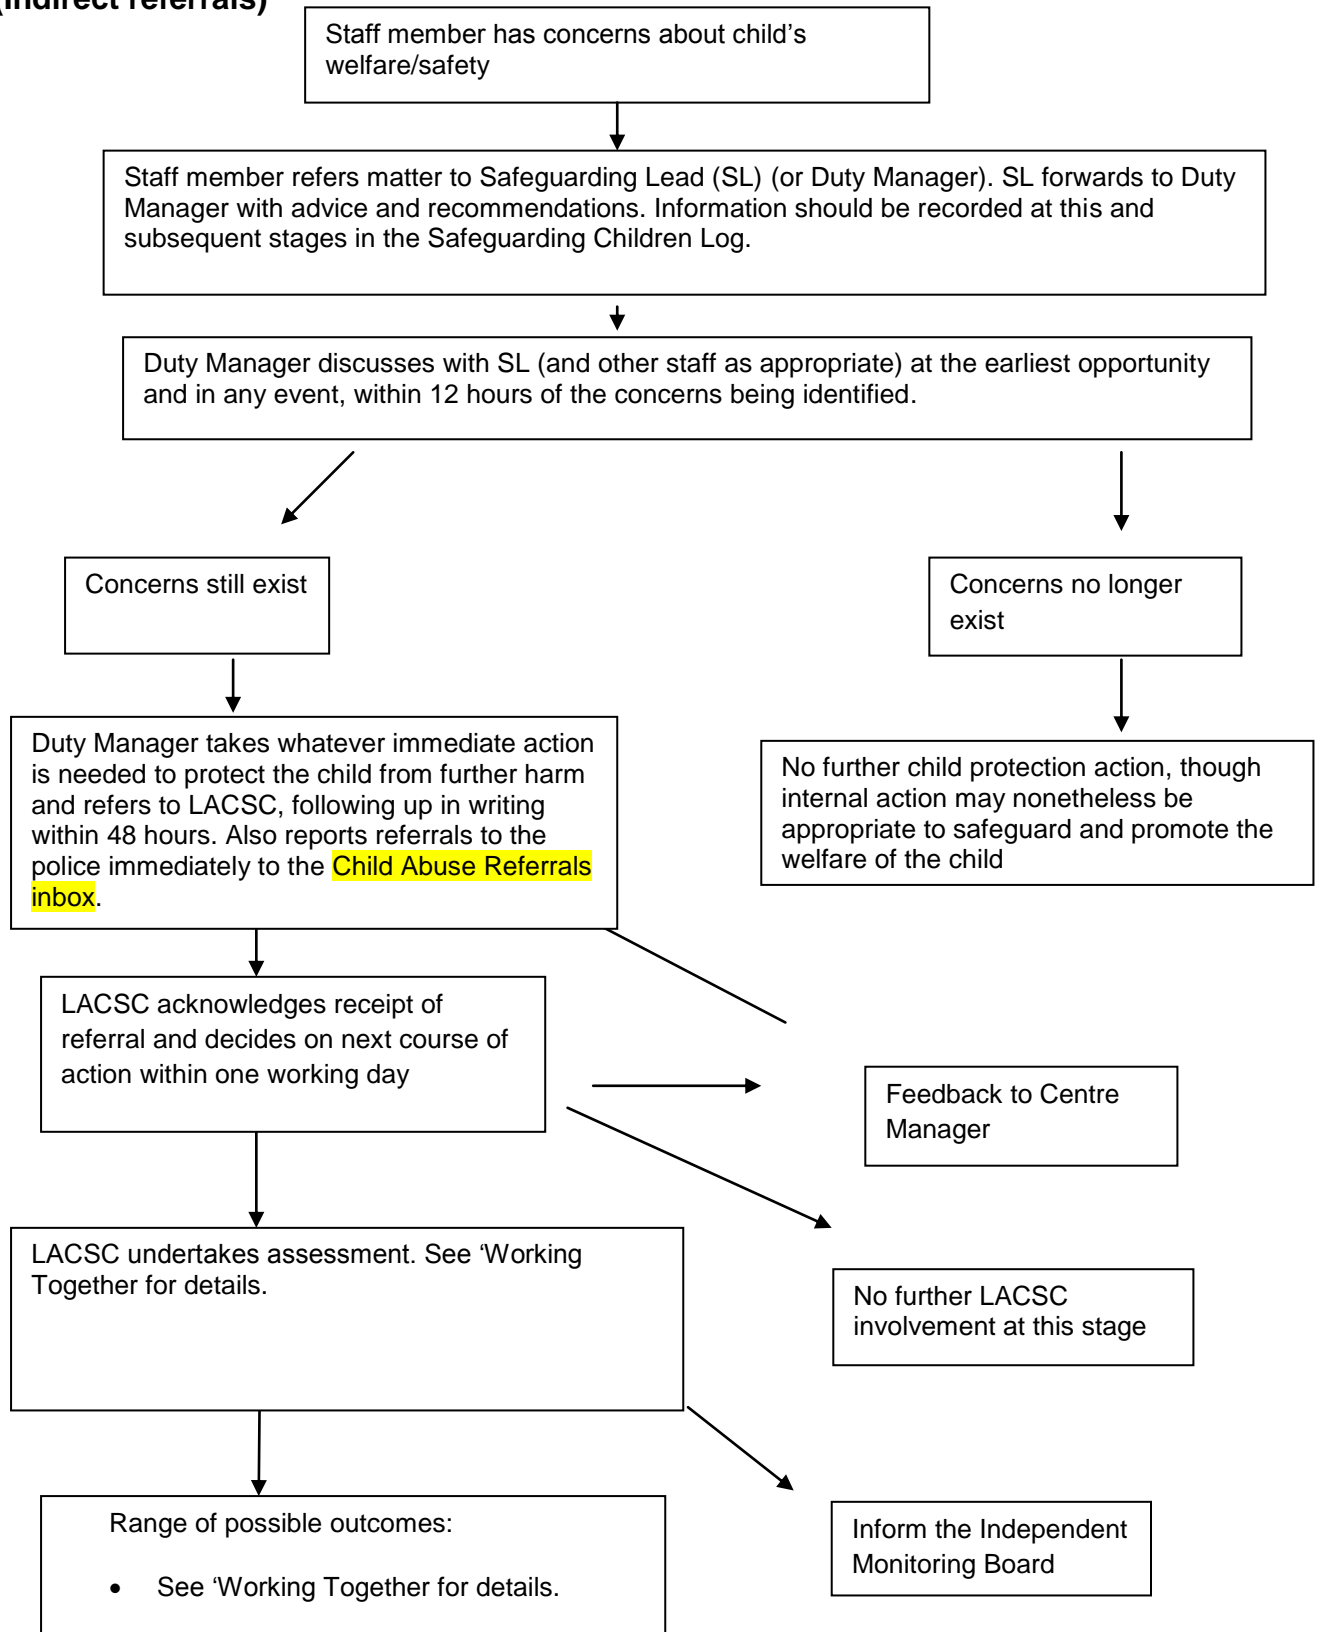 (indirect referrals)
Staff member has concerns about child's
welfare/safety
Staff member refers matter to Safeguarding Lead (SL) (or Duty Manager). SL forwards to Duty
Manager with advice and recommendations. Information should be recorded at this and
subsequent stages in the Safeguarding Children Log.
Duty Manager discusses with SL (and other staff as appropriate) at the earliest opportunity
and in any event, within 12 hours of the concerns being identified.
Concerns still exist
Concerns no longer
exist
Duty Manager takes whatever immediate action
is needed to protect the child from further harm
and refers to LACSC, following up in writing
within 48 hours. Also reports referrals to the
police immediately to the Child Abuse Referrals
inbox.
No further child protection action, though
internal action may nonetheless be
appropriate to safeguard and promote the
welfare of the child
LACSC acknowledges receipt of
referral and decides on next course of
action within one working day
Feedback to Centre
Manager
LACSC undertakes assessment. See ‘Working
Together for details.
No further LACSC
involvement at this stage
Range of possible outcomes:
• See ‘Working Together for details.
Inform the Independent
Monitoring Board